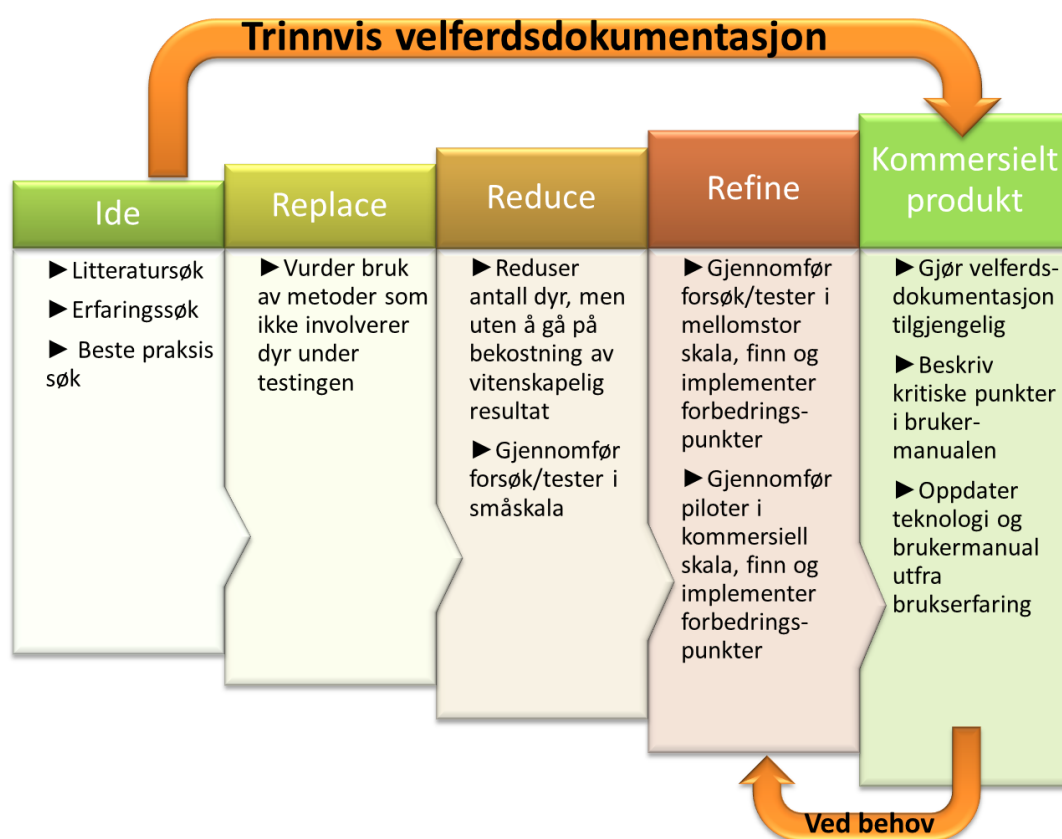 Trinnvis velferdsdokumentasjon
Ide
►Litteratursøk
►Erfaringssøk
► Beste praksis
søk
Replace
►Vurder bruk
av metoder som
ikke involverer
dyr under
testingen
Reduce
►Reduser
antall dyr, men
uten å gå på
bekostning av
vitenskapelig
resultat
►Gjennomfør
forsøk/tester i
småskala
Refine
►Gjennomfør
forsøk/tester i
mellomstor
skala, finn og
implementer
forbedrings-
punkter
►Gjennomfør
piloter i
kommersiell
skala, finn og
implementer
forbedrings-
punkter
Kommersielt
produkt
►Gjør velferds-
dokumentasjon
tilgjengelig
►Beskriv
kritiske punkter
i bruker-
manualen
►Oppdater
teknologi og
brukermanual
utfra
brukserfaring
Ved behov